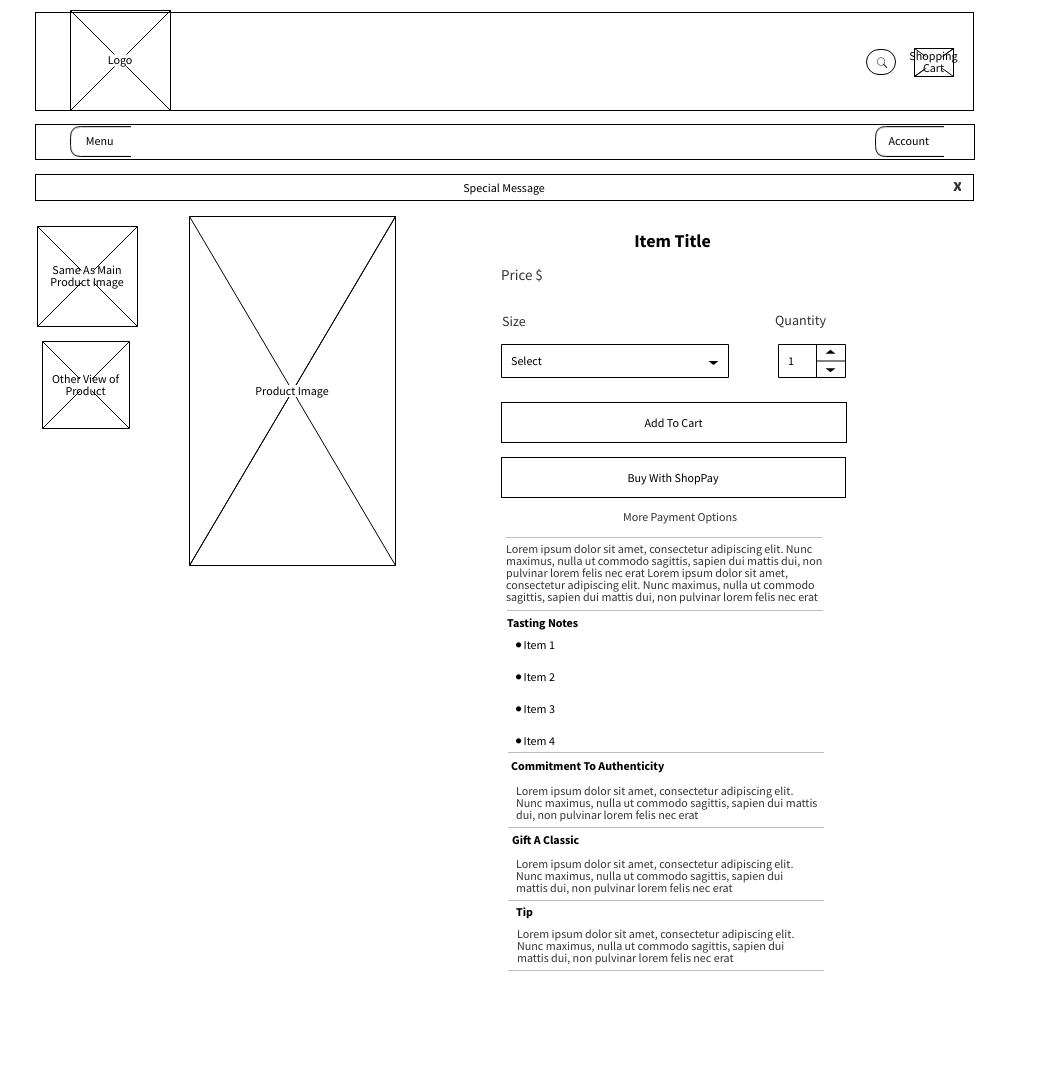 Logo
Shopping
Cart
Menu
Account
Special Message
X
Same As Main
Product Image
Other View of
Product
Product Image
Item Title
Price $
Size
Quantity
Select
1
Add To Cart
Buy With ShopPay
More Payment Options
Lorem ipsum dolor sit amet, consectetur adipiscing elit. Nunc
maximus, nulla ut commodo sagittis, sapien dui mattis dui, non
pulvinar lorem felis nec erat Lorem ipsum dolor sit amet,
consectetur adipiscing elit. Nunc maximus, nulla ut commodo
sagittis, sapien dui mattis dui, non pulvinar lorem felis nec erat
Tasting Notes
• Item 1
• Item 2
• Item 3
• Item 4
Commitment To Authenticity
Lorem ipsum dolor sit amet, consectetur adipiscing elit.
Nunc maximus, nulla ut commodo sagittis, sapien dui mattis
dui, non pulvinar lorem felis nec erat
Gift A Classic
Lorem ipsum dolor sit amet, consectetur adipiscing elit.
Nunc maximus, nulla ut commodo sagittis, sapien dui
mattis dui, non pulvinar lorem felis nec erat
Tip
Lorem ipsum dolor sit amet, consectetur adipiscing elit.
Nunc maximus, nulla ut commodo sagittis, sapien dui
mattis dui, non pulvinar lorem felis nec erat